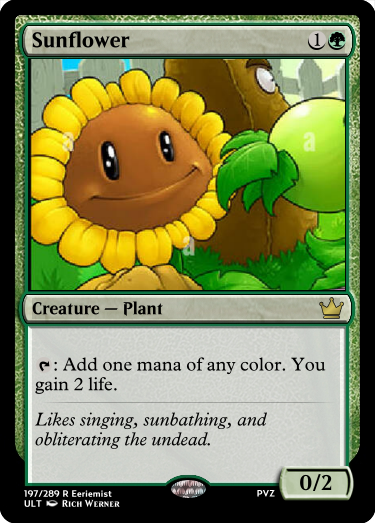 Sunflower 1
a a
a
Creature — Plant
: Add one mana of any color. You
gain 2 life.
Likes singing, sunbathing, and
obliterating the undead.
0/2
197/289 R Eeriemist
ULT Rich Werner
PVZ